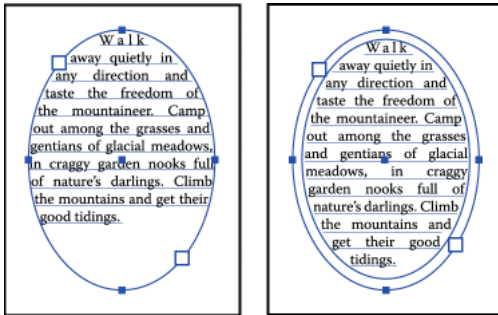 Walk
away quietly in
any direction and
taste the freedom of
the mountaineer. Camp
out among the grasses and
gentians of glacial meadows,
in craggy garden nooks full
of nature's darlings. Climb
the mountains and get their
good tidings.
Walk
away quietly in
any direction and
taste the freedom of
the mountaineer. Camp
out among the grasses
and gentians of glacial
meadows, in craggy
garden nooks full of
nature's darlings. Climb
the mountains and
get their good
tidings.